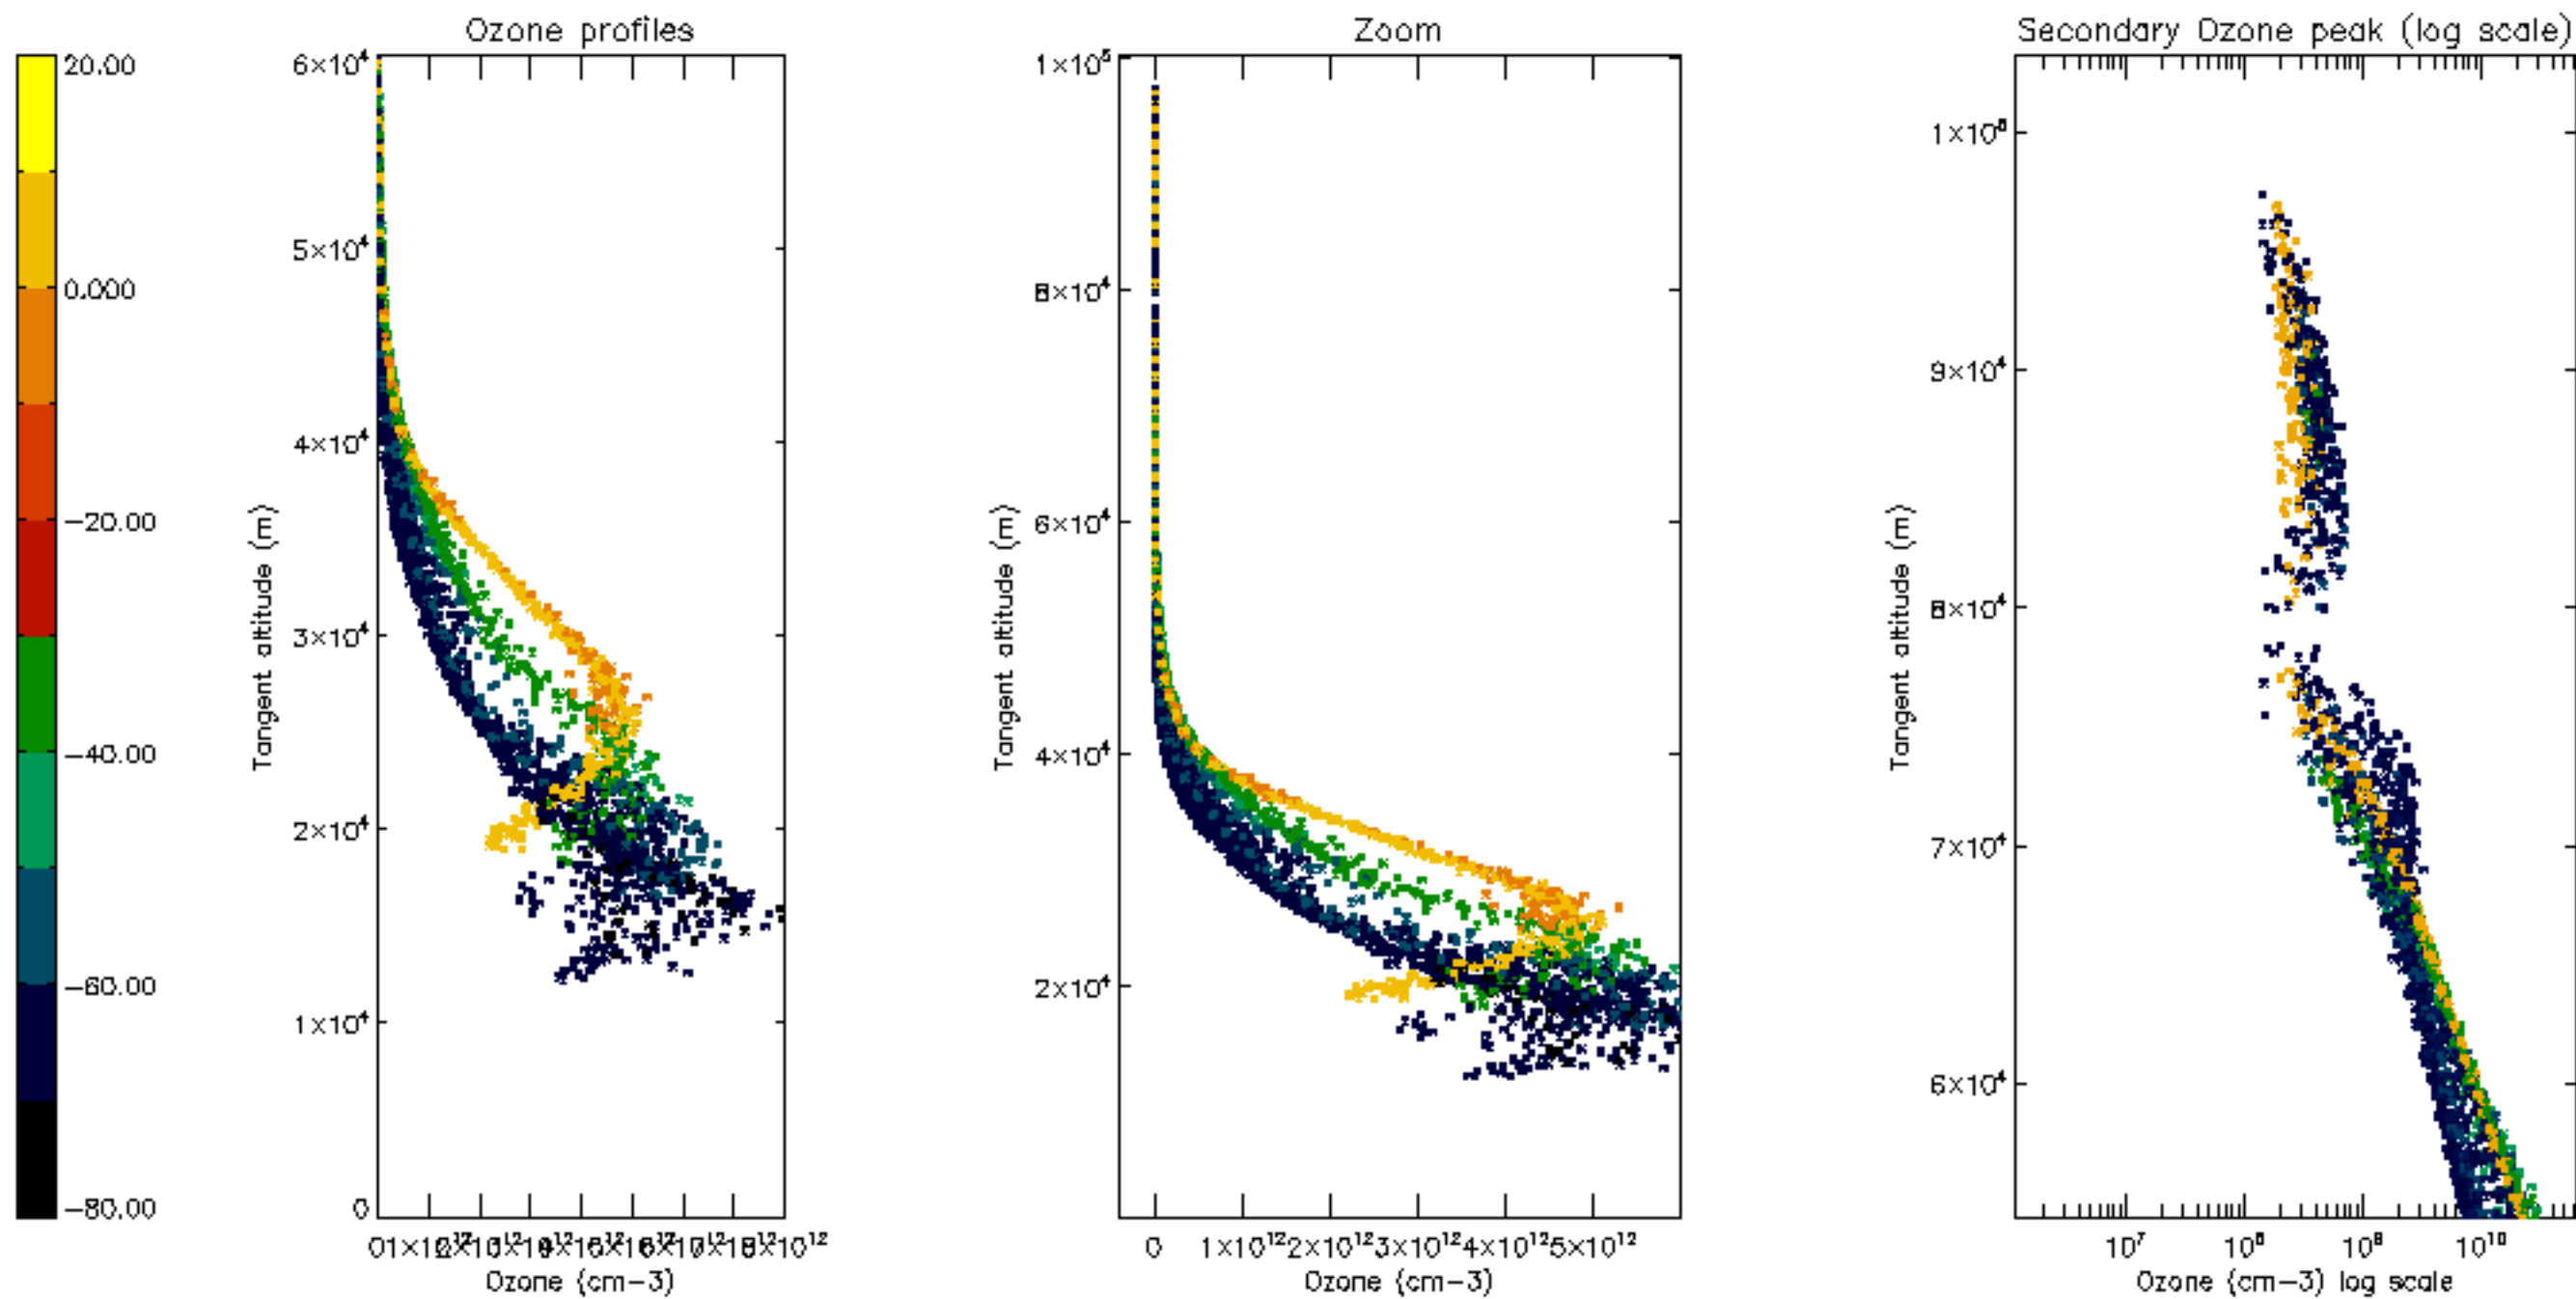 Ozone profiles
Zoom
Secondary Ozone peak (log scale)
20.00
0.000
−20.00
−40.00
−60.00
−80.00
6×10⁴
5×10⁴
4×10⁴
3×10⁴
2×10⁴
1×10⁴
0
Tangent altitude (m)
Ozone (cm−3)
1×10⁵
8×10⁴
6×10⁴
4×10⁴
2×10⁴
Tangent altitude (m)
0 1×10¹² 2×10¹² 3×10¹² 4×10¹² 5×10¹²
Ozone (cm−3)
9×10⁴
8×10⁴
7×10⁴
6×10⁴
Tangent altitude (m)
10⁷ 10⁸ 10⁹ 10¹⁰
Ozone (cm−3) log scale